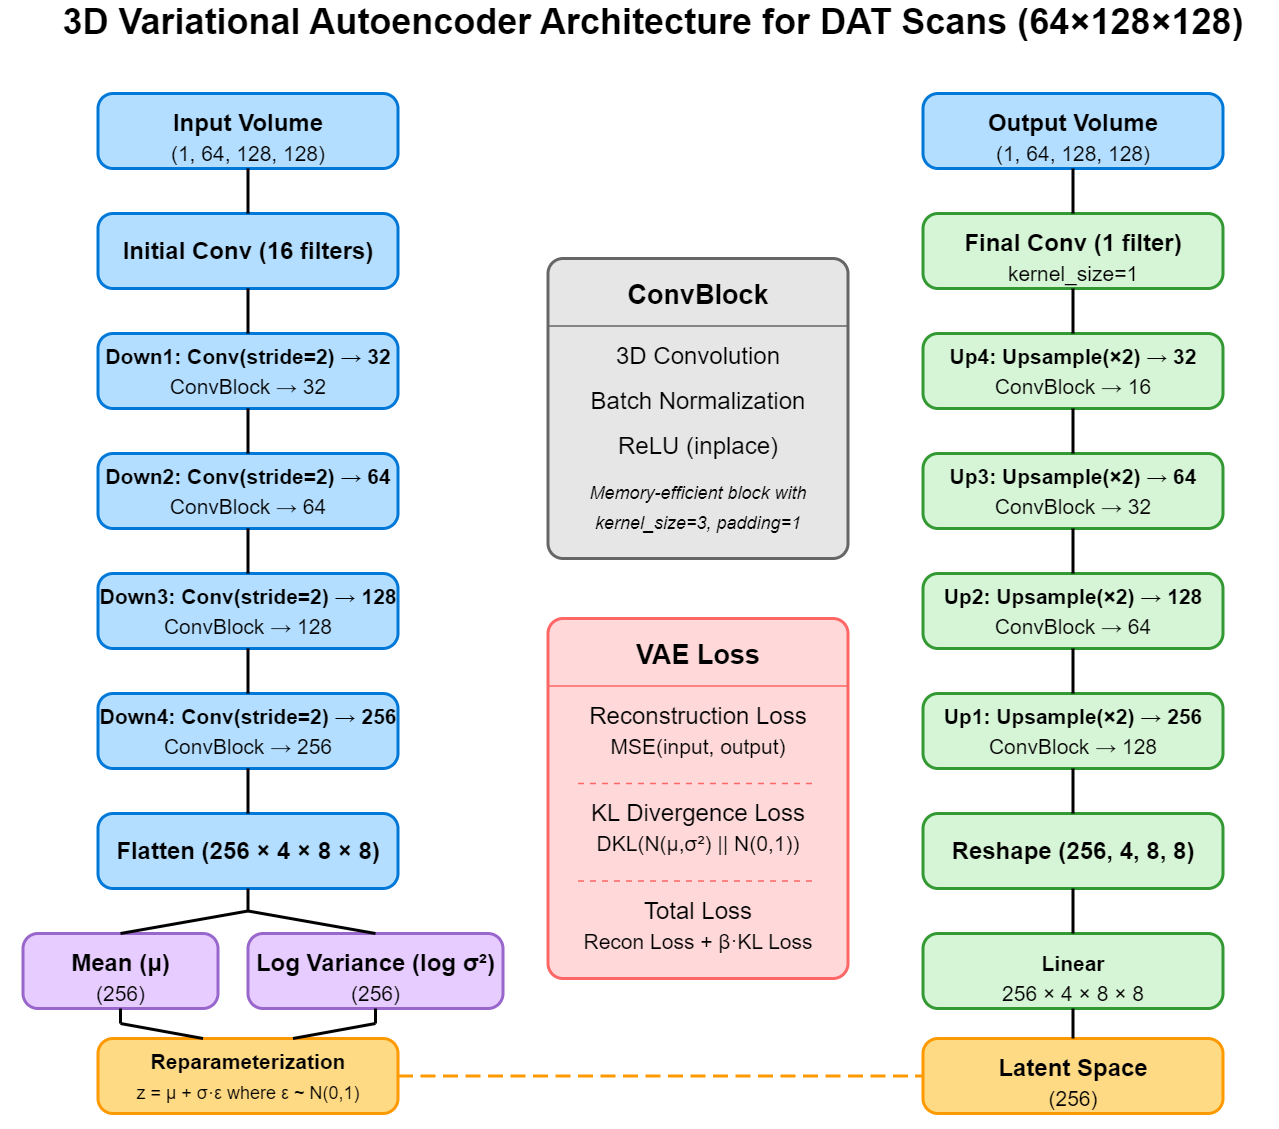 3D Variational Autoencoder Architecture for DAT Scans (64×128×128)
Input Volume
(1, 64, 128, 128)
Initial Conv (16 filters)
Down1: Conv(stride=2) → 32
ConvBlock → 32
Down2: Conv(stride=2) → 64
ConvBlock → 64
Down3: Conv(stride=2) → 128
ConvBlock → 128
Down4: Conv(stride=2) → 256
ConvBlock → 256
Flatten (256 × 4 × 8 × 8)
Mean (μ)
(256)
Log Variance (log σ²)
(256)
Reparameterization
z = μ + σ·ε where ε ~ N(0,1)
ConvBlock
3D Convolution
Batch Normalization
ReLU (inplace)
Memory-efficient block with
kernel_size=3, padding=1
VAE Loss
Reconstruction Loss
MSE(input, output)
KL Divergence Loss
DKL(N(μ,σ²) || N(0,1))
Total Loss
Recon Loss + β·KL Loss
Output Volume
(1, 64, 128, 128)
Final Conv (1 filter)
kernel_size=1
Up4: Upsample(×2) → 32
ConvBlock → 16
Up3: Upsample(×2) → 64
ConvBlock → 32
Up2: Upsample(×2) → 128
ConvBlock → 64
Up1: Upsample(×2) → 256
ConvBlock → 128
Reshape (256, 4, 8, 8)
Linear
256 × 4 × 8 × 8
Latent Space
(256)